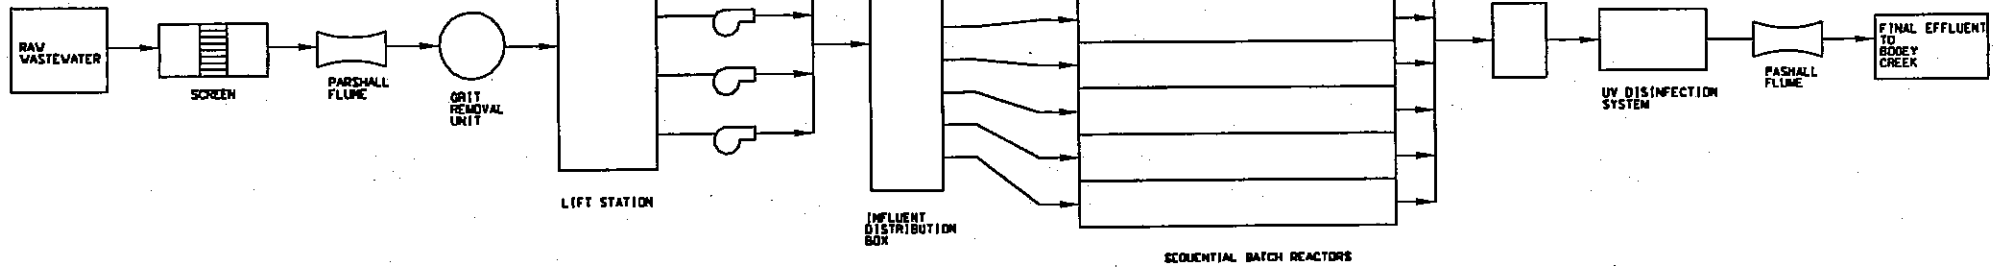 RAW
WASTEWATER
SCREEN
PARSHALL
FLUME
GRIT
REMOVAL
UNIT
LIFT STATION
INFLUENT
DISTRIBUTION
BOX
SEQUENTIAL BATCH REACTORS
UV DISINFECTION
SYSTEM
PASHALL
FLUME
FINAL EFFLUENT
TO
BOOEY
CREEK